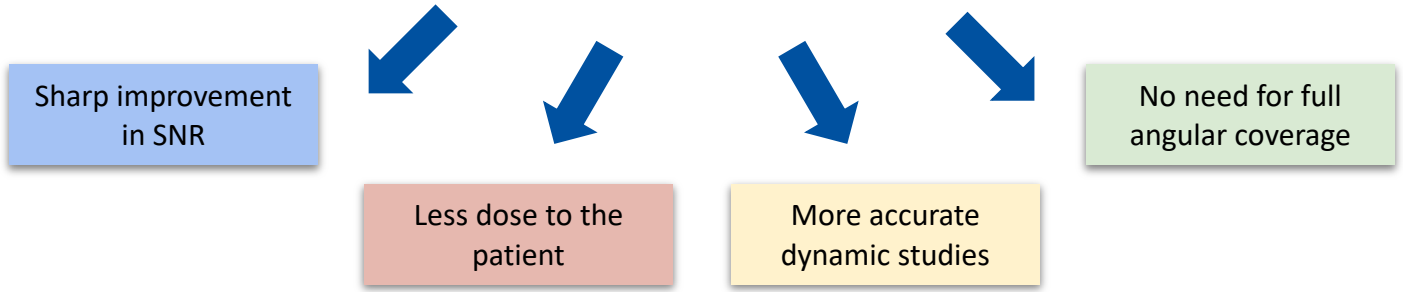 Sharp improvement
in SNR
Less dose to the
patient
More accurate
dynamic studies
No need for full
angular coverage